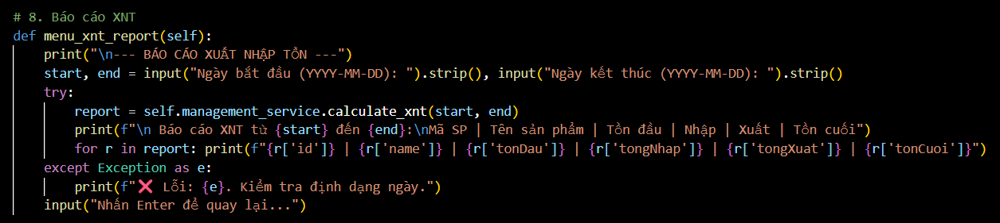 # 8. Báo cáo XNT
def menu_xnt_report(self):
    print("\n--- BÁO CÁO XUẤT NHẬP TỒN ---")
    start, end = input("Ngày bắt đầu (YYYY-MM-DD): ").strip(), input("Ngày kết thúc (YYYY-MM-DD): ").strip()
    try:
        report = self.management_service.calculate_xnt(start, end)
        print(f"\n Báo cáo XNT từ {start} đến {end}:\nMã SP | Tên sản phẩm | Tồn đầu | Nhập | Xuất | Tồn cuối")
        for r in report: print(f"{r['id']} | {r['name']} | {r['tonDau']} | {r['tongNhap']} | {r['tongXuat']} | {r['tonCuoi']}")
    except Exception as e:
        print(f"❌ Lỗi: {e}. Kiểm tra định dạng ngày.")
    input("Nhấn Enter để quay lại...")